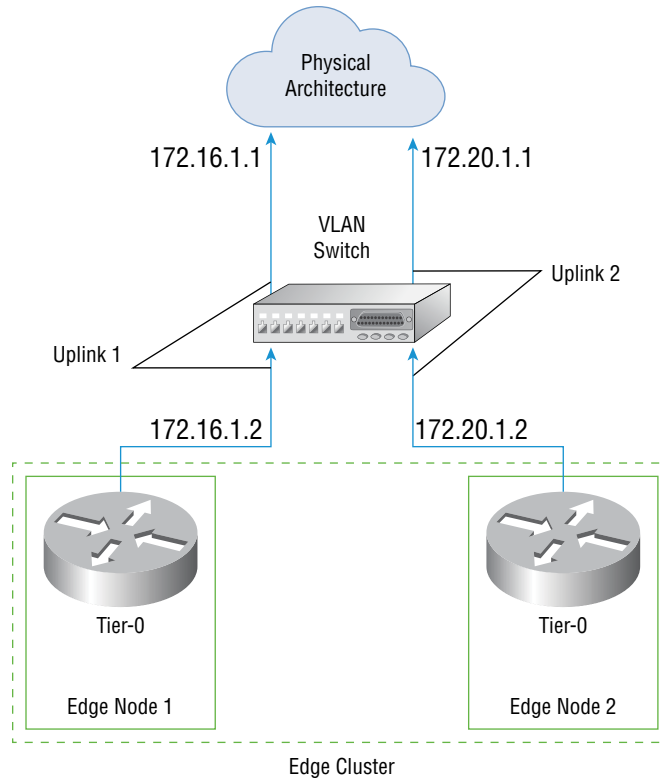 Physical
Architecture
172.16.1.1
172.20.1.1
VLAN
Switch
Uplink 2
Uplink 1
172.16.1.2
172.20.1.2
Tier-0
Tier-0
Edge Node 1
Edge Node 2
Edge Cluster